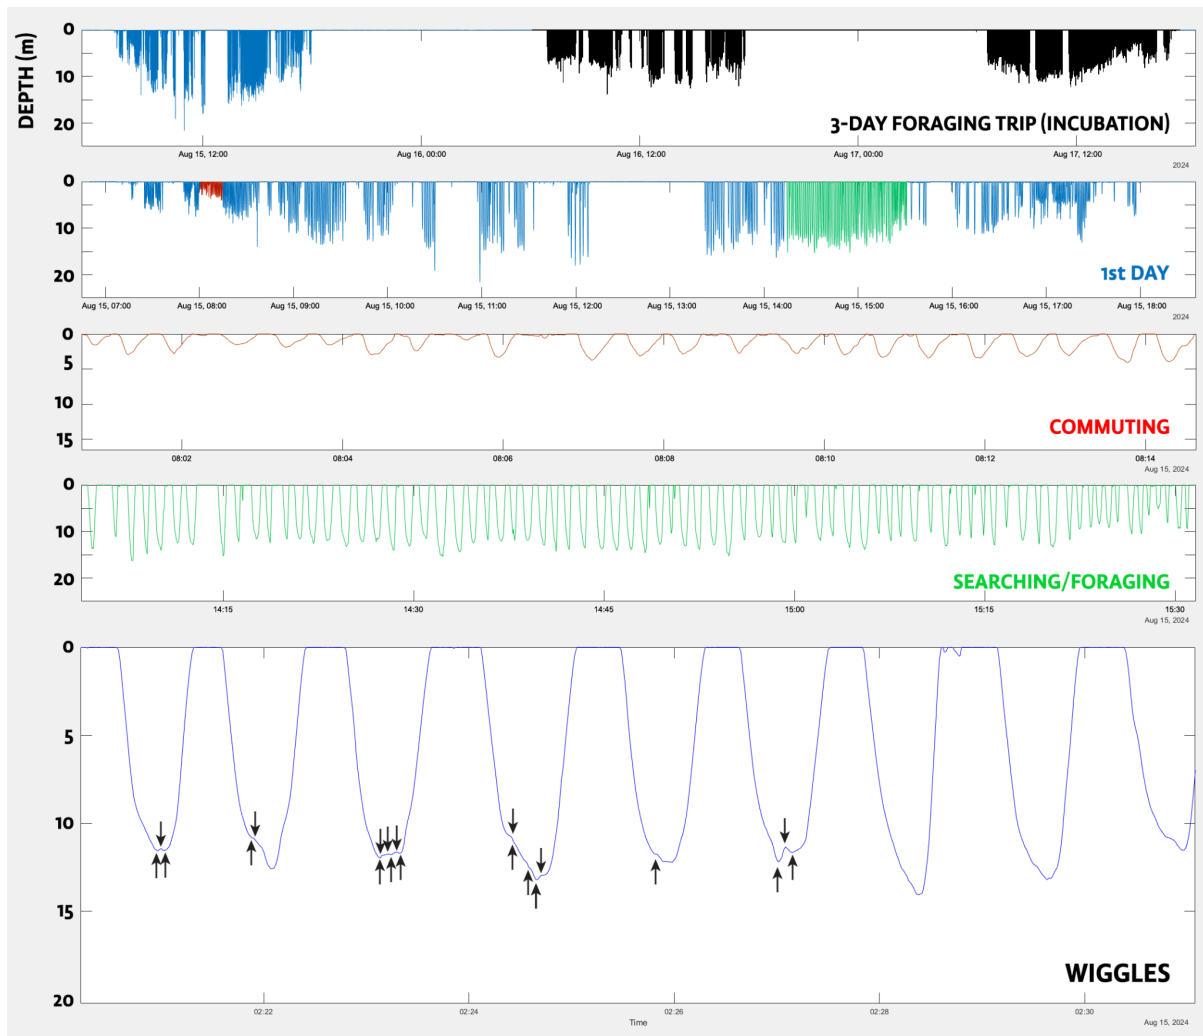 DEPTH (m)
0
10
20
3-DAY FORAGING TRIP (INCUBATION)
Aug 15, 12:00 Aug 16, 00:00 Aug 16, 12:00 Aug 17, 00:00 Aug 17, 12:00
2024
0
10
20
1st DAY
Aug 15, 07:00 Aug 15, 08:00 Aug 15, 09:00 Aug 15, 10:00 Aug 15, 11:00 Aug 15, 12:00 Aug 15, 13:00 Aug 15, 14:00 Aug 15, 15:00 Aug 15, 16:00 Aug 15, 17:00 Aug 15, 18:00
2024
0
5
10
15
COMMUTING
08:02 08:04 08:06 08:08 08:10 08:12 08:14
Aug 15, 2024
0
10
20
SEARCHING/FORAGING
14:15 14:30 14:45 15:00 15:15 15:30
Aug 15, 2024
0
5
10
15
20
WIGGLES
02:22 02:24 02:26 02:28 02:30
Time
Aug 15, 2024